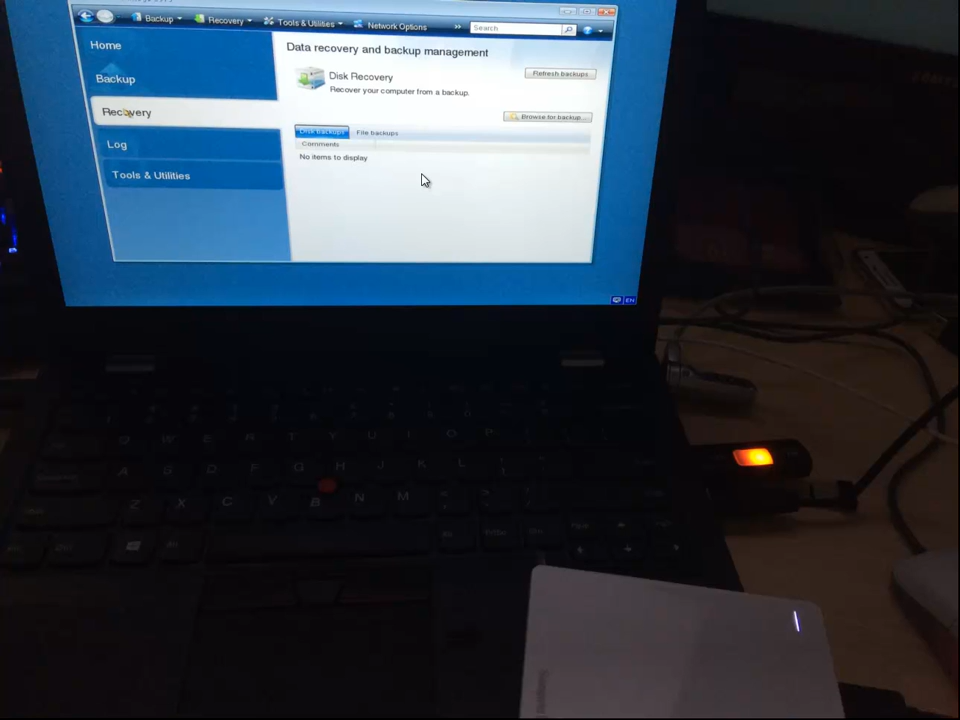 Backup Recovery Tools & Utilities Network Options » Search
Home
Backup
Recovery
Log
Tools & Utilities
Data recovery and backup management
Disk Recovery
Recover your computer from a backup.
Refresh backups
Browse for backup...
Disk backups File backups
Comments
No items to display
EN
Q W E R T Y U I O P
A S D F G H J K L
Z X C V B N M